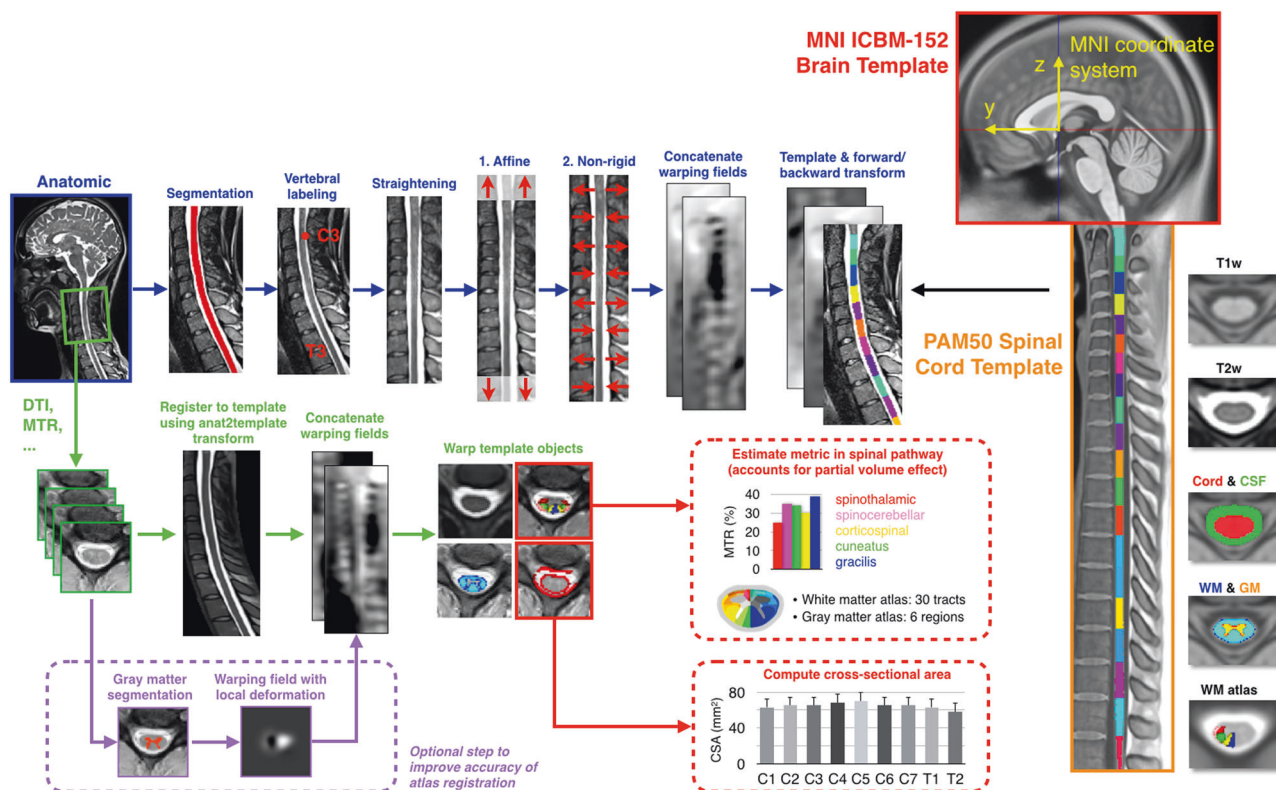 MNI ICBM-152
Brain Template
MNI coordinate
system
z
y
Anatomic
Segmentation
Vertebral
labeling
Straightening
1. Affine
2. Non-rigid
Concatenate
warping fields
Template & forward/
backward transform
C3
T3
PAM50 Spinal
Cord Template
T1w
T2w
Cord & CSF
WM & GM
WM atlas
DTI,
MTR,
...
Register to template
using anat2template
transform
Concatenate
warping fields
Warp template objects
Estimate metric in spinal pathway
(accounts for partial volume effect)
MTR (%)
40
30
20
10
0
spinothalamic
spinocerebellar
corticospinal
cuneatus
gracilis
• White matter atlas: 30 tracts
• Gray matter atlas: 6 regions
Gray matter
segmentation
Warping field with
local deformation
Optional step to
improve accuracy of
atlas registration
Compute cross-sectional area
CSA (mm²)
80
60
0
C1 C2 C3 C4 C5 C6 C7 T1 T2